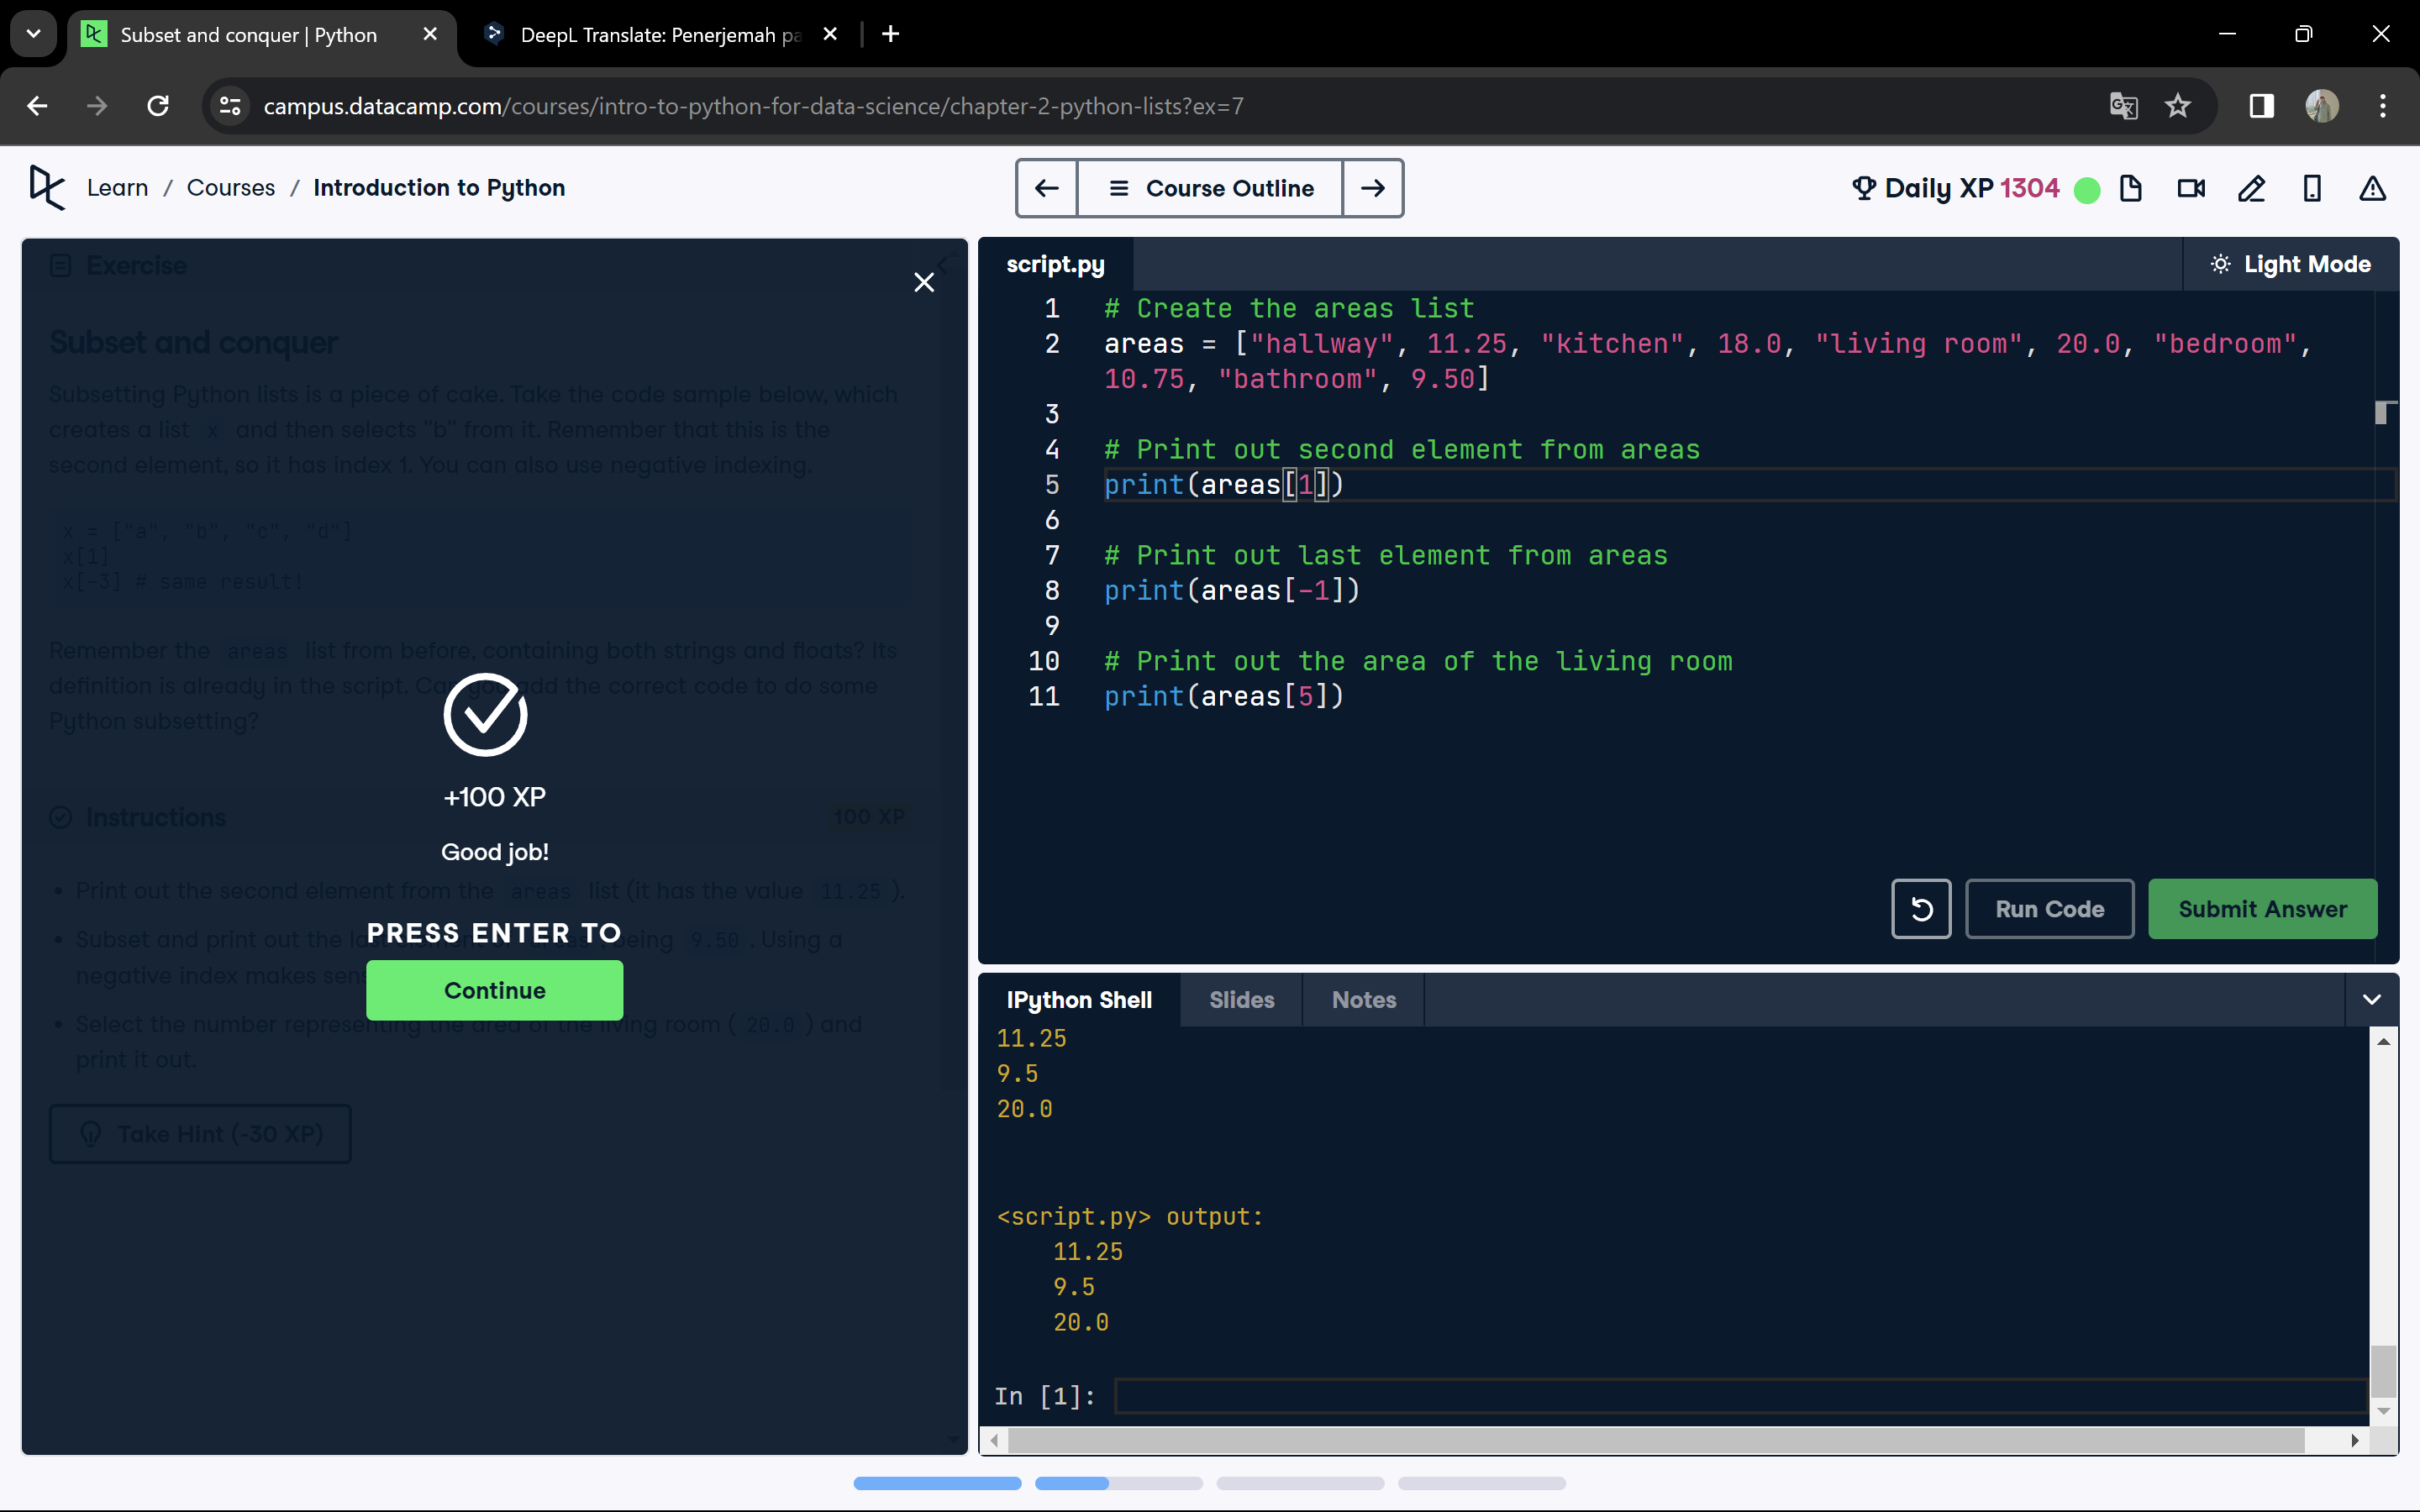 Subset and conquer | Python
DeepL Translate: Penerjemah pa
campus.datacamp.com/courses/intro-to-python-for-data-science/chapter-2-python-lists?ex=7
Learn / Courses / Introduction to Python
Course Outline
Daily XP 1304
Exercise
Subset and conquer
Subsetting Python lists is a piece of cake. Take the code sample below, which
creates a list x and then selects "b" from it. Remember that this is the
second element, so it has index 1. You can also use negative indexing.
x = ["a", "b", "c", "d"]
x[1]
x[-3] # same result!
Remember the areas list from before, containing both strings and floats? Its
definition is already in the script. Can you add the correct code to do some
Python subsetting?
+100 XP
Instructions
100 XP
Good job!
Print out the second element from the areas list (it has the value 11.25 ).
PRESS ENTER TO
Subset and print out the last element of areas, being 9.50 . Using a
negative index makes sens
Continue
Select the number representing the area of the living room ( 20.0 ) and
print it out.
Take Hint (-30 XP)
script.py
Light Mode
1 # Create the areas list
2 areas = ["hallway", 11.25, "kitchen", 18.0, "living room", 20.0, "bedroom",
10.75, "bathroom", 9.50]
3
4 # Print out second element from areas
5 print(areas[1])
6
7 # Print out last element from areas
8 print(areas[-1])
9
10 # Print out the area of the living room
11 print(areas[5])
Run Code
Submit Answer
IPython Shell
Slides
Notes
11.25
9.5
20.0
<script.py> output:
11.25
9.5
20.0
In [1]: